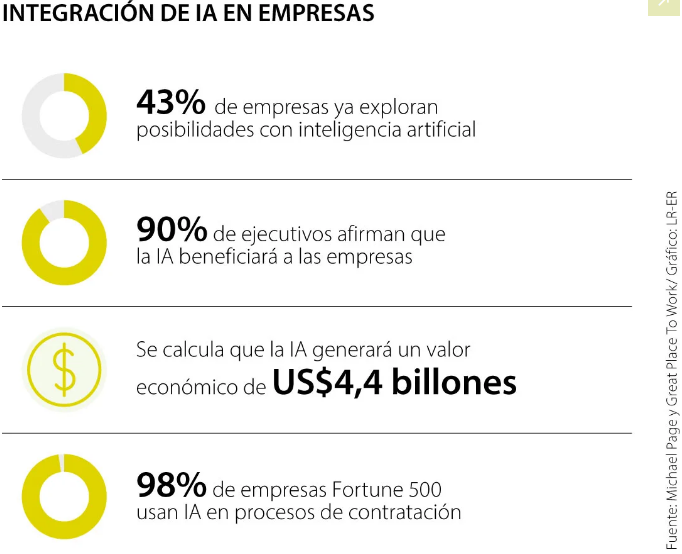 INTEGRACIÓN DE IA EN EMPRESAS
43% de empresas ya exploran
posibilidades con inteligencia artificial
90% de ejecutivos afirman que
la IA beneficiará a las empresas
Se calcula que la IA generará un valor
económico de US$4,4 billones
98% de empresas Fortune 500
usan IA en procesos de contratación
Fuente: Michael Page y Great Place To Work/ Gráfico: LR-ER